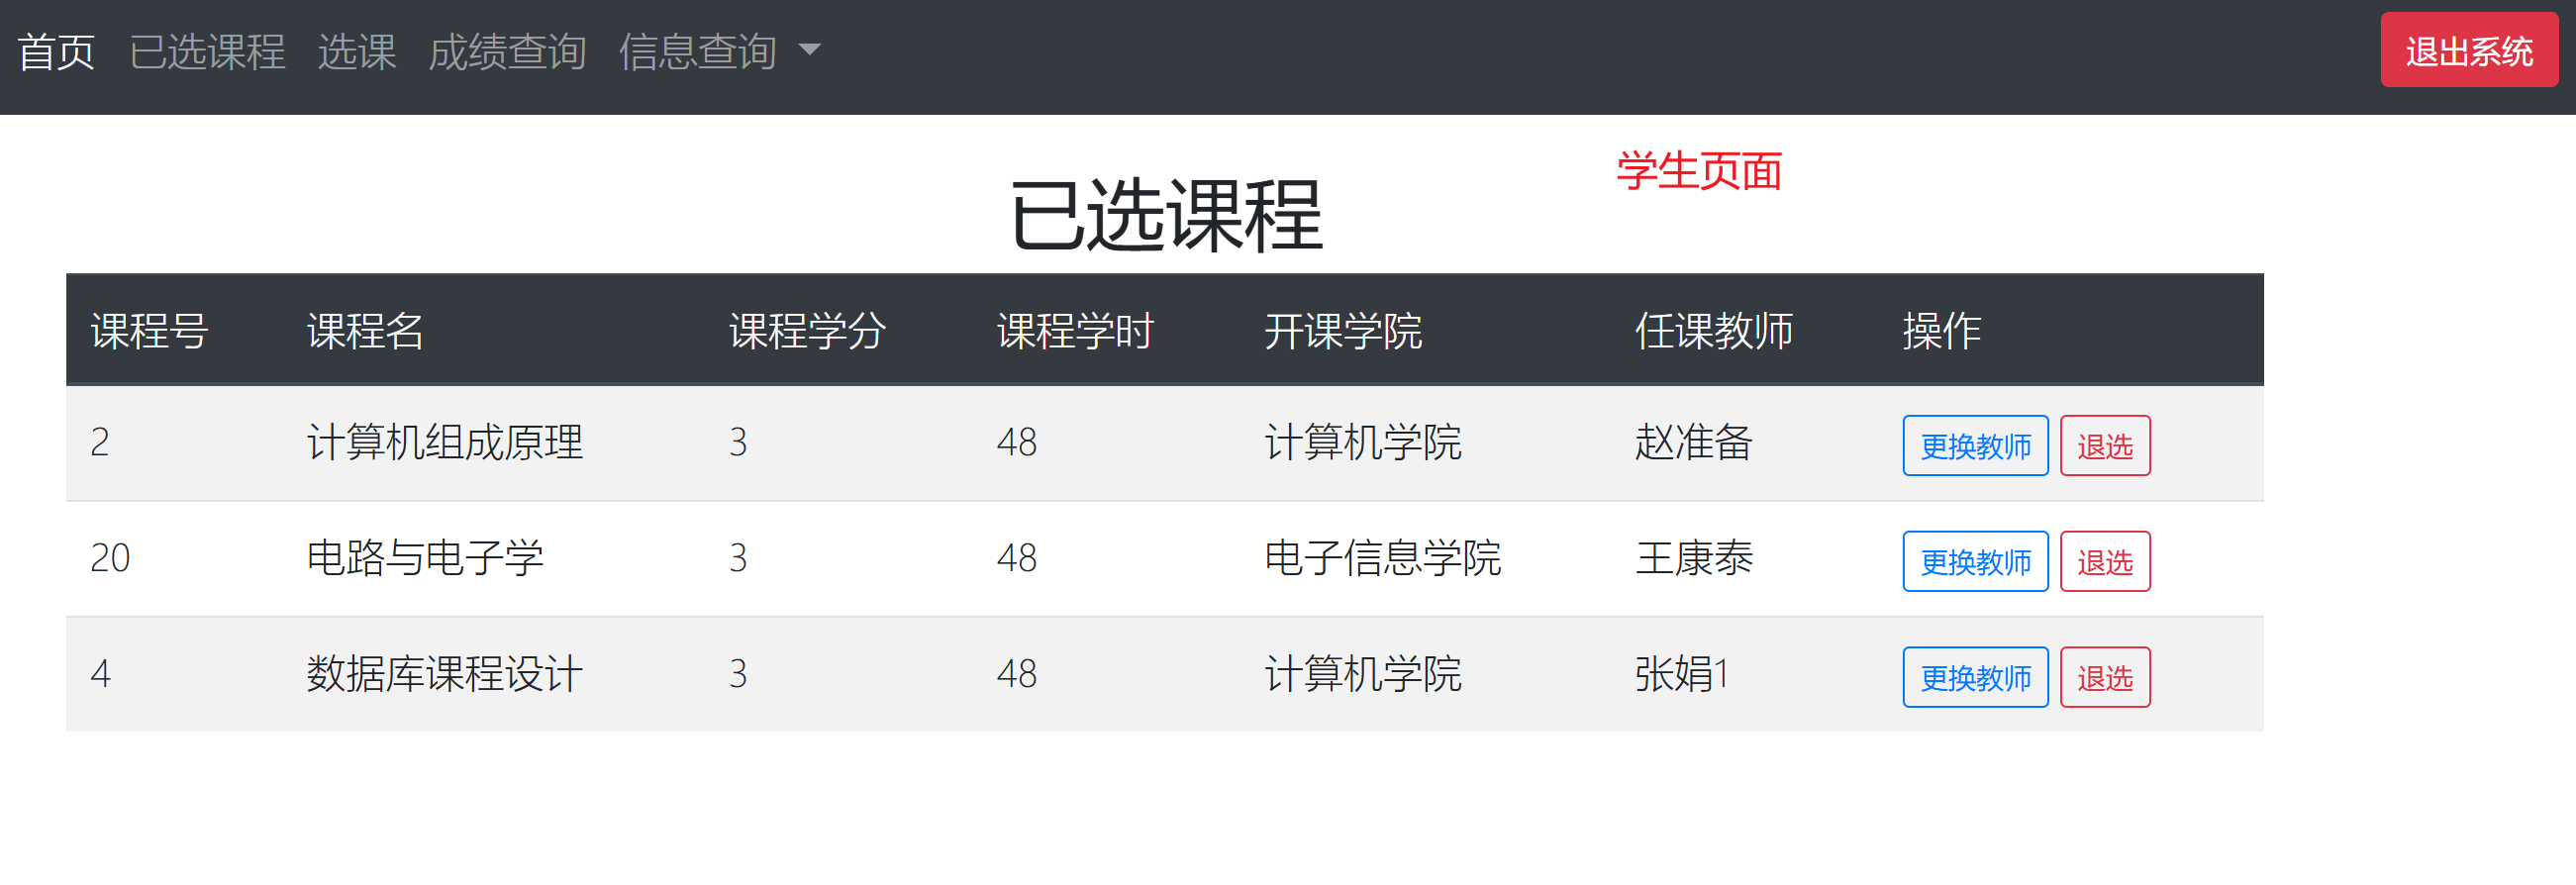 首页 已选课程 选课 成绩查询 信息查询 退出系统
学生页面
已选课程
课程号 课程名 课程学分 课程学时 开课学院 任课教师 操作
2 计算机组成原理 3 48 计算机学院 赵准备 更换教师 退选
20 电路与电子学 3 48 电子信息学院 王康泰 更换教师 退选
4 数据库课程设计 3 48 计算机学院 张娟1 更换教师 退选